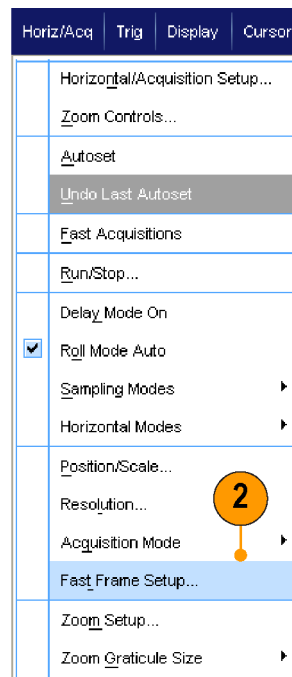 Horiz/Acq Trig Display Cursor
Horizontal/Acquisition Setup...
Zoom Controls...
Autoset
Undo Last Autoset
Fast Acquisitions
Run/Stop...
Delay Mode On
Roll Mode Auto
Sampling Modes
Horizontal Modes
Position/Scale...
Resolution...
2
Acquisition Mode
Fast Frame Setup...
Zoom Setup...
Zoom Graticule Size